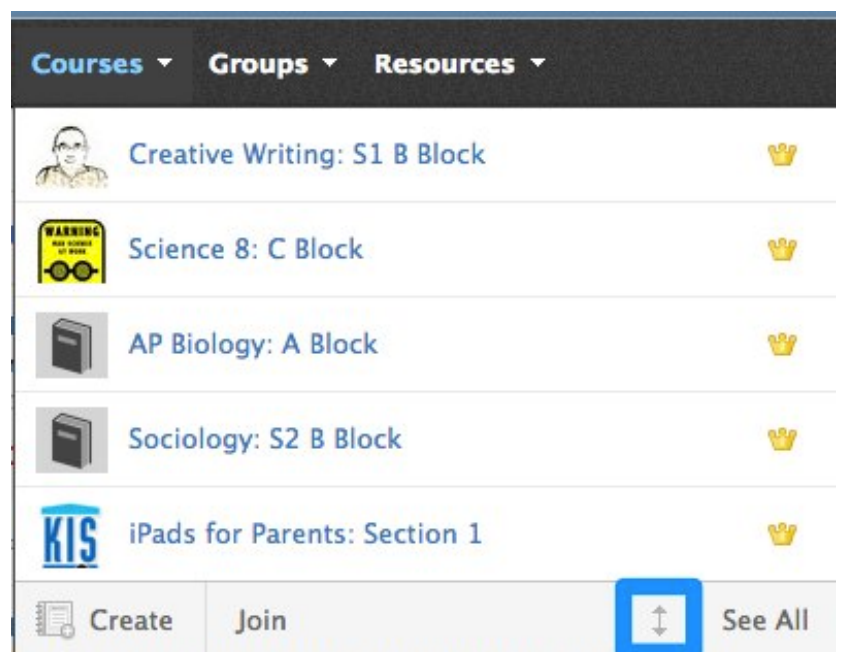 Courses Groups Resources
Creative Writing: S1 B Block
WARNING
Science 8: C Block
AP Biology: A Block
Sociology: S2 B Block
KIS
iPads for Parents: Section 1
Create Join See All